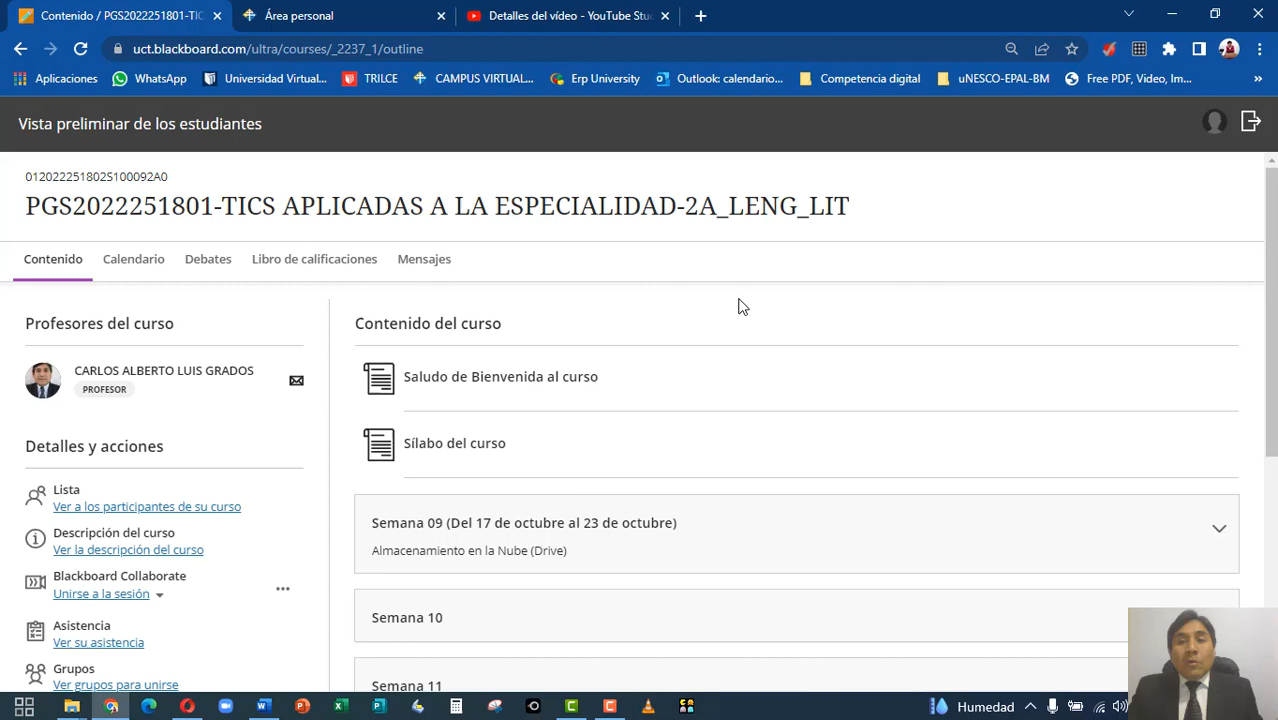 Contenido / PGS2022251801-TIC
Área personal
Detalles del vídeo - YouTube Stu
uct.blackboard.com/ultra/courses/_2237_1/outline
Aplicaciones
WhatsApp
Universidad Virtual...
TRILCE
CAMPUS VIRTUAL...
Erp University
Outlook: calendario...
Competencia digital
uNESCO-EPAL-BM
Free PDF, Video, Im...
»
Vista preliminar de los estudiantes
012022251802S100092A0
PGS2022251801-TICS APLICADAS A LA ESPECIALIDAD-2A_LENG_LIT
Contenido
Calendario
Debates
Libro de calificaciones
Mensajes
Profesores del curso
CARLOS ALBERTO LUIS GRADOS
PROFESOR
Detalles y acciones
Lista
Ver a los participantes de su curso
Descripción del curso
Ver la descripción del curso
Blackboard Collaborate
Unirse a la sesión
Asistencia
Ver su asistencia
Grupos
Ver grupos para unirse
Contenido del curso
Saludo de Bienvenida al curso
Sílabo del curso
Semana 09 (Del 17 de octubre al 23 de octubre)
Almacenamiento en la Nube (Drive)
Semana 10
Semana 11
Humedad